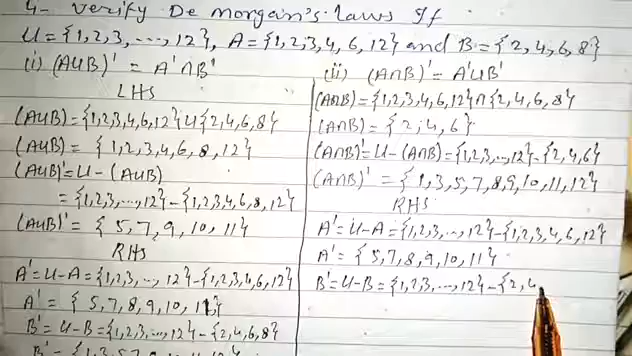 4- Verify De morgan's laws If
U = {1,2,3, ---, 12}, A = {1,2,3,4,6,12} and B = {2,4,6,8}
(i) (A∪B)' = A'∩B'
LHS
(A∪B) = {1,2,3,4,6,12} ∪ {2,4,6,8}
(A∪B) = {1,2,3,4,6,8,12}
(A∪B)' = U - (A∪B)
= {1,2,3,---,12} - {1,2,3,4,6,8,12}
(A∪B)' = {5,7,9,10,11}
RHS
A' = U-A = {1,2,3,--,12} - {1,2,3,4,6,12}
A' = {5,7,8,9,10,11}
B' = U-B = {1,2,3,---,12} - {2,4,6,8}
B' = {1,3,5,7
(ii) (A∩B)' = A'∪B'
(A∩B) = {1,2,3,4,6,12} ∩ {2,4,6,8}
(A∩B) = {2,4,6}
(A∩B)' = U - (A∩B) = {1,2,3,--,12} - {2,4,6}
(A∩B)' = {1,3,5,7,8,9,10,11,12}
RHS
A' = U-A = {1,2,3,--,12} - {1,2,3,4,6,12}
A' = {5,7,8,9,10,11}
B' = U-B = {1,2,3,--,12} - {2,4